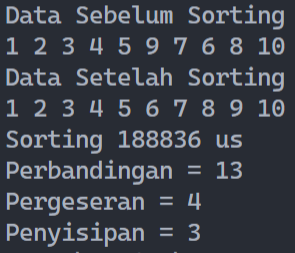 Data Sebelum Sorting
1 2 3 4 5 9 7 6 8 10
Data Setelah Sorting
1 2 3 4 5 6 7 8 9 10
Sorting 188836 us
Perbandingan = 13
Pergeseran = 4
Penyisipan = 3